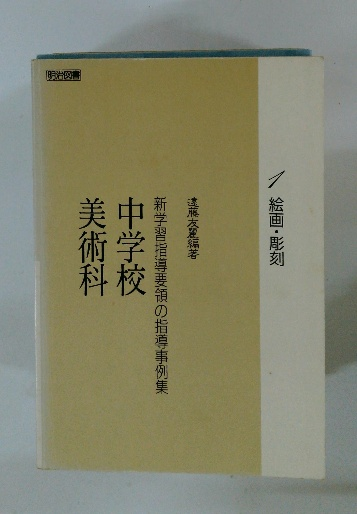 明治図書
1 絵画・彫刻
遠藤友麗編著
新学習指導要領の指導事例集
中学校
美術科